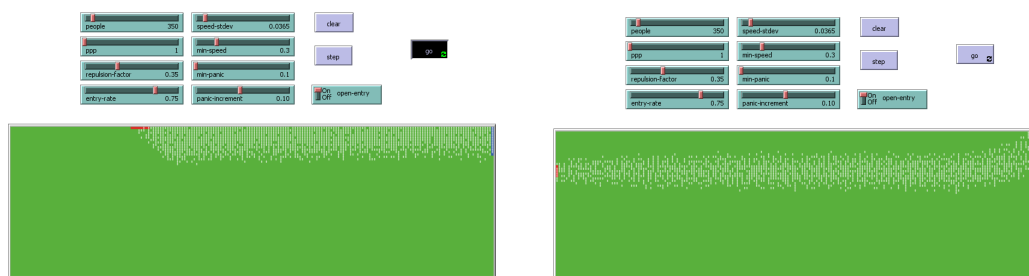 people 350 speed-stdev 0.0365 clear
ppp 1 min-speed 0.3 go
step
repulsion-factor 0.35 min-panic 0.1
entry-rate 0.75 panic-increment 0.10 On Off open-entry
people 350 speed-stdev 0.0365 clear
ppp 1 min-speed 0.3 go
step
repulsion-factor 0.35 min-panic 0.1
entry-rate 0.75 panic-increment 0.10 On Off open-entry